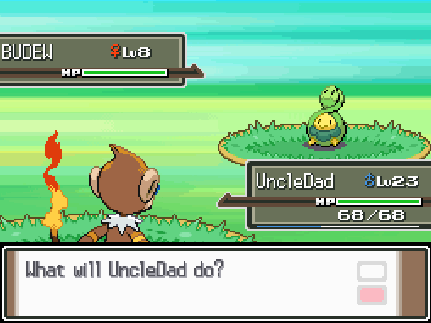 BUDEW ♀Lv8
HP
UncleDad ♂Lv23
HP
68/68
What will UncleDad do?